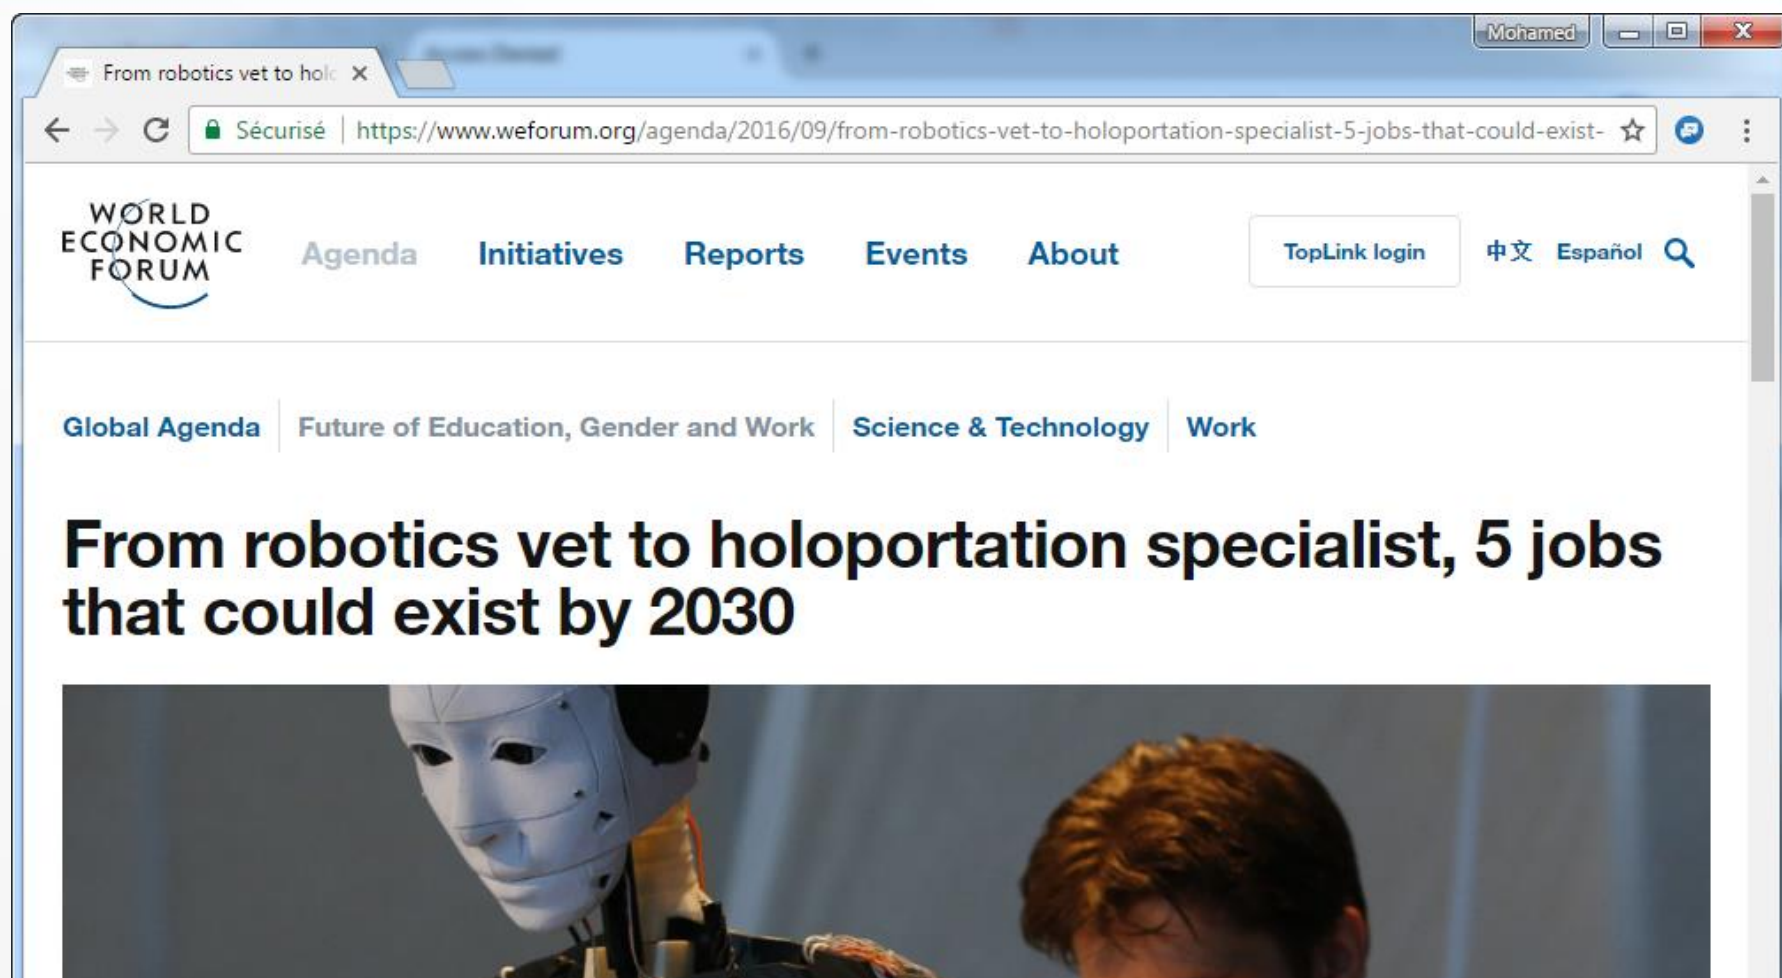 Mohamed
From robotics vet to holo
Sécurisé | https://www.weforum.org/agenda/2016/09/from-robotics-vet-to-holoportation-specialist-5-jobs-that-could-exist-
WORLD
ECONOMIC
FORUM
Agenda Initiatives Reports Events About TopLink login 中文 Español
Global Agenda Future of Education, Gender and Work Science & Technology Work
From robotics vet to holoportation specialist, 5 jobs
that could exist by 2030